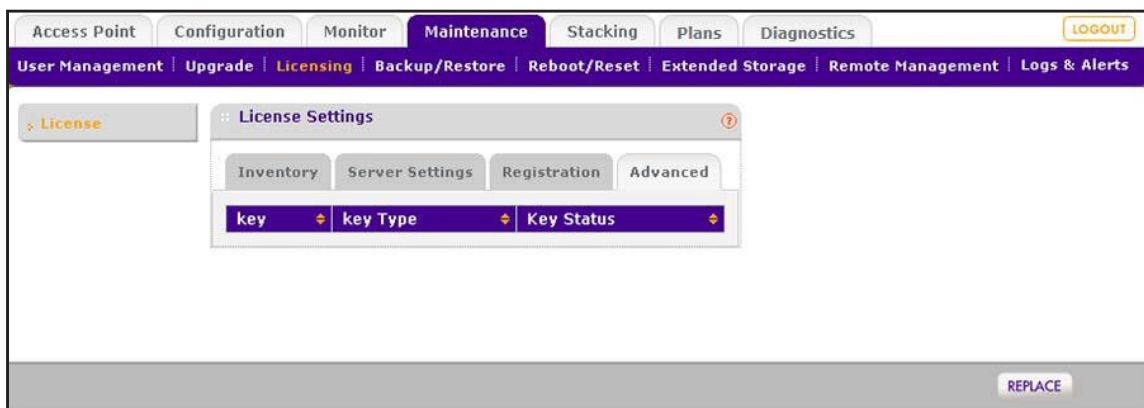 Access Point Configuration Monitor Maintenance Stacking Plans Diagnostics LOGOUT
User Management Upgrade Licensing Backup/Restore Reboot/Reset Extended Storage Remote Management Logs & Alerts
License
License Settings ?
Inventory Server Settings Registration Advanced
key key Type Key Status
REPLACE